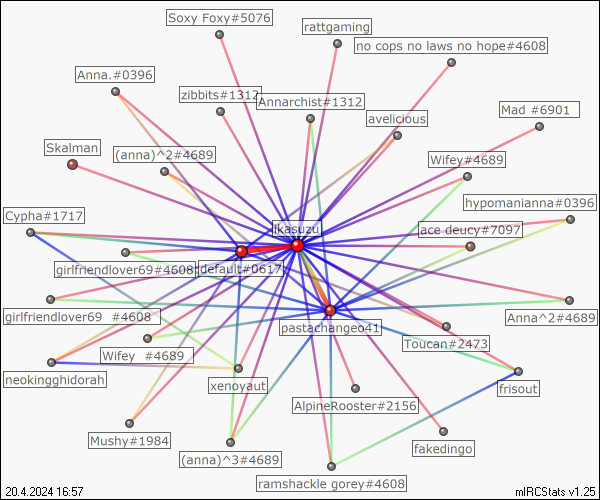 Soxy Foxy#5076
rattgaming
no cops no laws no hope#4608
Anna.#0396
zibbits#1312
Annarchist#1312
Mad #6901
avelicious
Skalman
(anna)^2#4689
Wifey#4689
hypomanianna#0396
Cypha#1717
ikasuzu
ace deucy#7097
girlfriendlover69#4608
default#0617
girlfriendlover69 #4608
pastachangeo41
Anna^2#4689
Wifey #4689
Toucan#2473
neokingghidorah
xenoyaut
frisout
AlpineRooster#2156
Mushy#1984
(anna)^3#4689
fakedingo
ramshackle gorey#4608
20.4.2024 16:57
mIRCStats v1.25